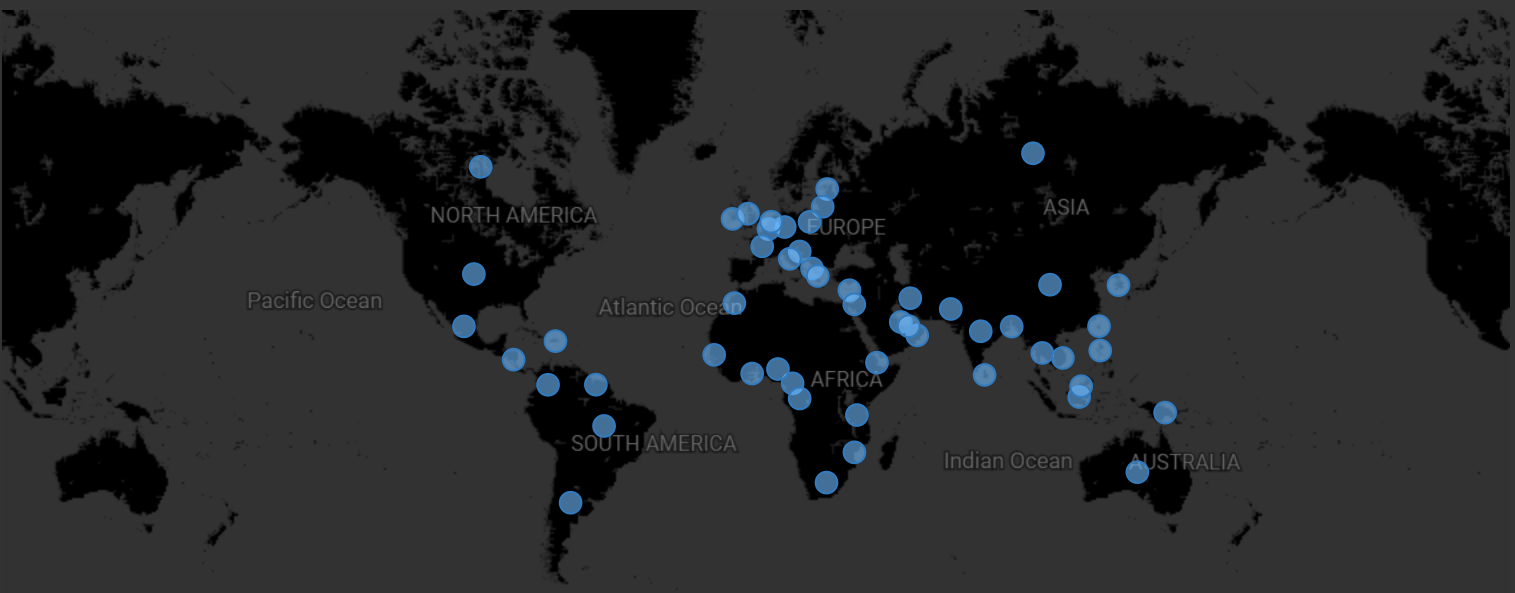 ASIA
NORTH AMERICA
EUROPE
Pacific Ocean
Atlantic Ocean
AFRICA
SOUTH AMERICA
Indian Ocean
AUSTRALIA